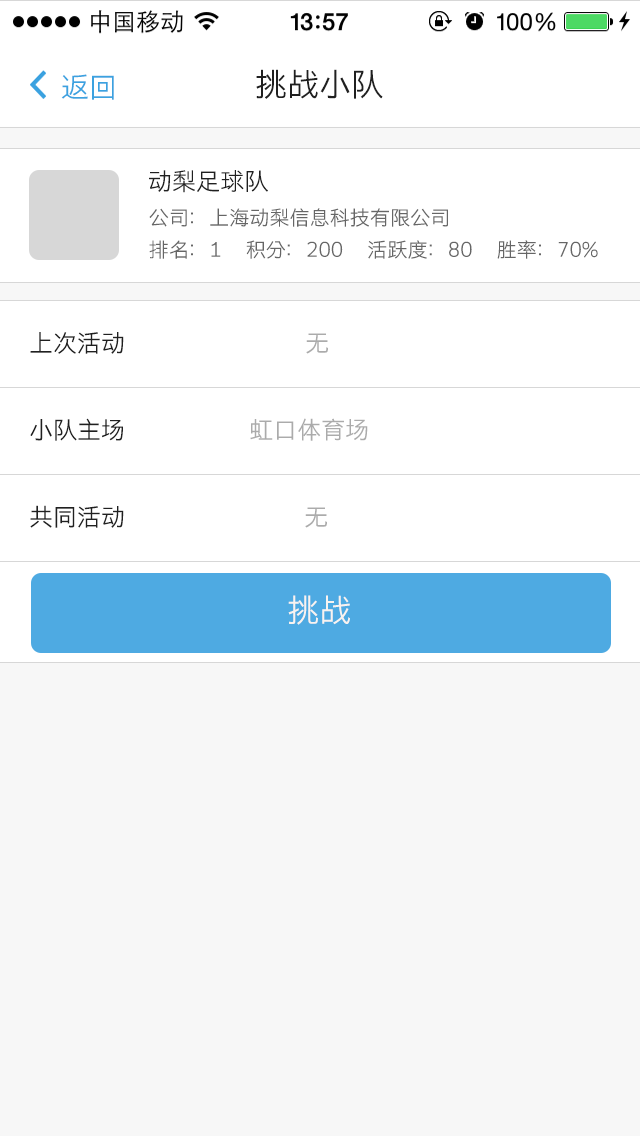 中国移动 13:57 100%
返回 挑战小队
动梨足球队
公司: 上海动梨信息科技有限公司
排名: 1 积分: 200 活跃度: 80 胜率: 70%
上次活动 无
小队主场 虹口体育场
共同活动 无
挑战